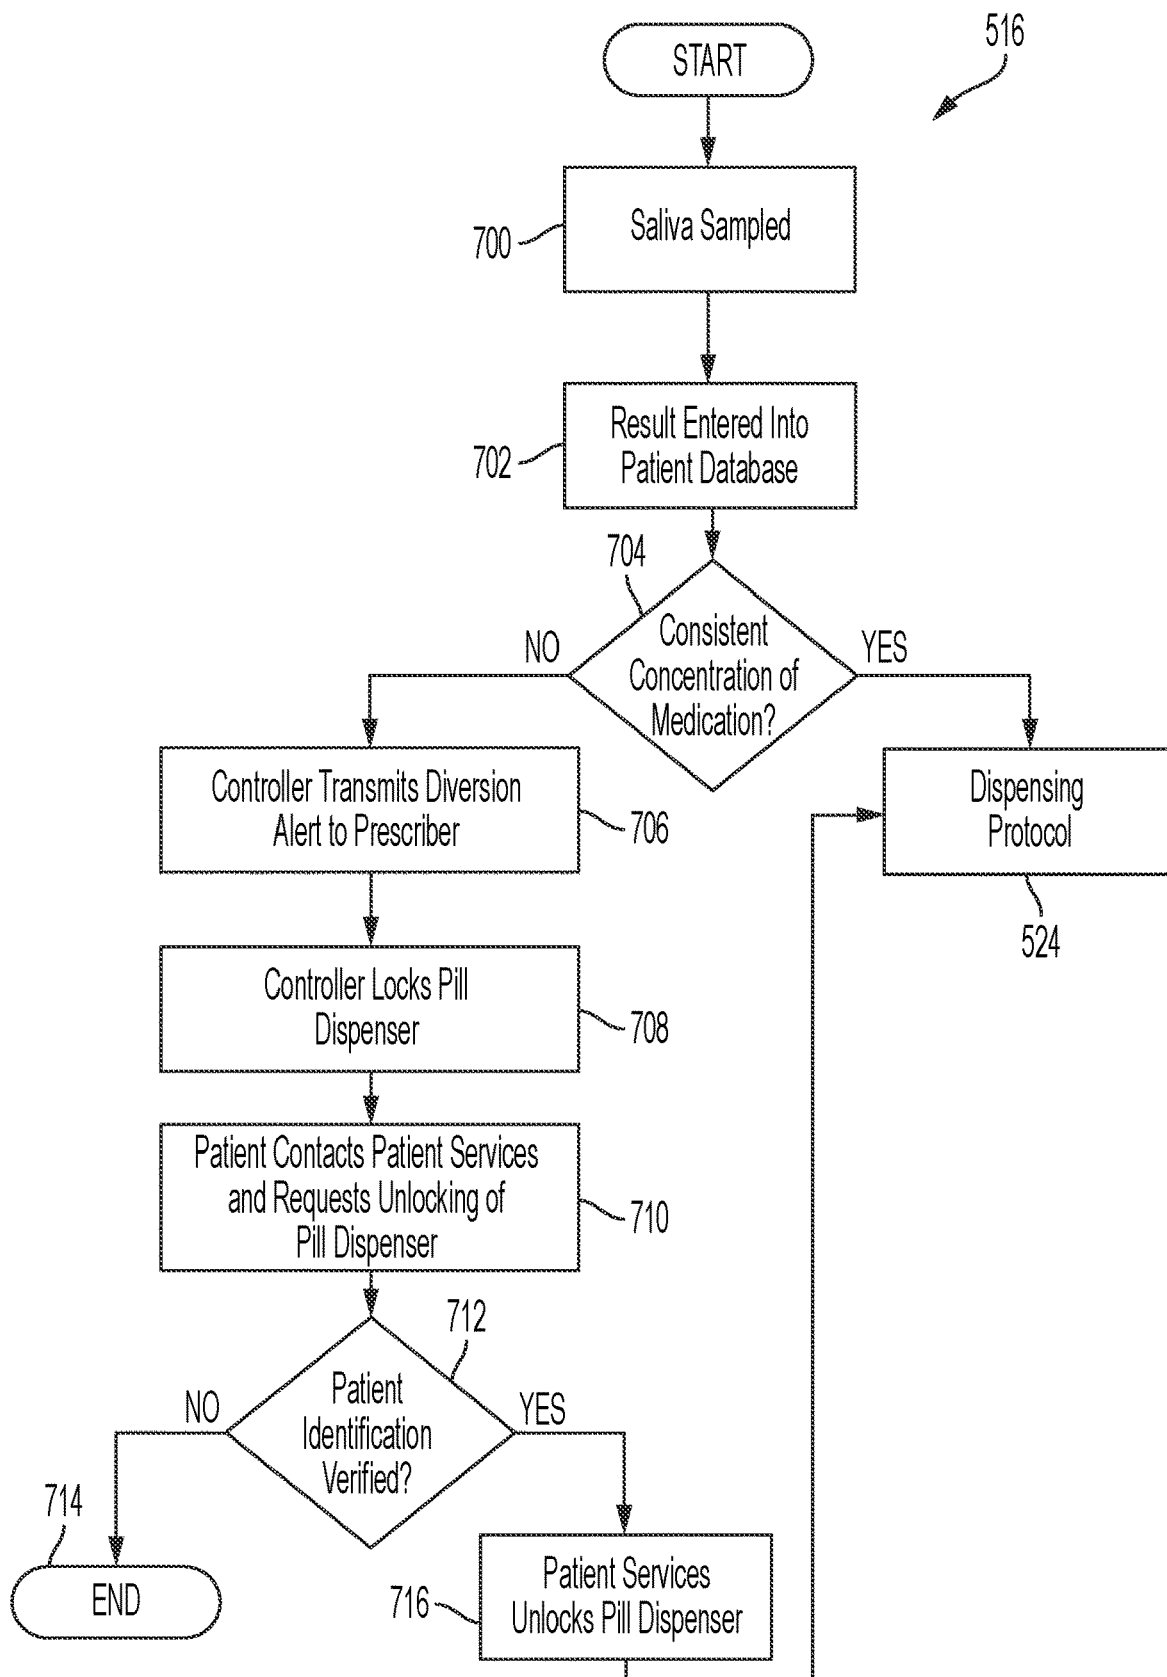 START
516
Saliva Sampled
700
Result Entered Into
Patient Database
702
704
NO
Consistent
Concentration of
Medication?
YES
Controller Transmits Diversion
Alert to Prescriber
706
Dispensing
Protocol
524
Controller Locks Pill
Dispenser
708
Patient Contacts Patient Services
and Requests Unlocking of
Pill Dispenser
710
712
NO
Patient
Identification
Verified?
YES
714
END
716
Patient Services
Unlocks Pill Dispenser